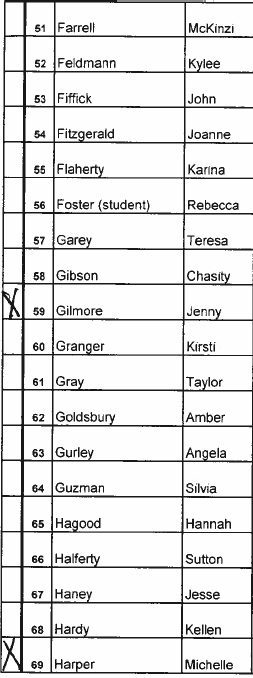 51 Farrell McKinzi
52 Feldmann Kylee
53 Fiffick John
54 Fitzgerald Joanne
55 Flaherty Karina
56 Foster (student) Rebecca
57 Garey Teresa
58 Gibson Chasity
X 59 Gilmore Jenny
60 Granger Kirsti
61 Gray Taylor
62 Goldsbury Amber
63 Gurley Angela
64 Guzman Silvia
65 Hagood Hannah
66 Halferty Sutton
67 Haney Jesse
68 Hardy Kellen
X 69 Harper Michelle